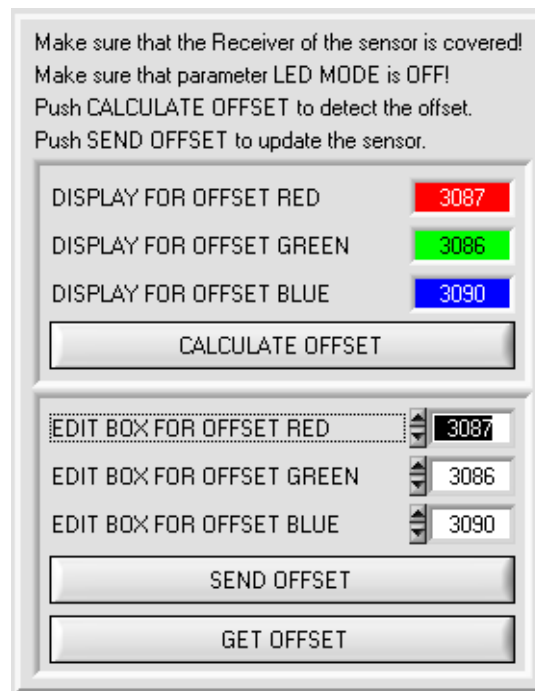 Make sure that the Receiver of the sensor is covered!
Make sure that parameter LED MODE is OFF!
Push CALCULATE OFFSET to detect the offset.
Push SEND OFFSET to update the sensor.
DISPLAY FOR OFFSET RED 3087
DISPLAY FOR OFFSET GREEN 3086
DISPLAY FOR OFFSET BLUE 3090
CALCULATE OFFSET
EDIT BOX FOR OFFSET RED 3087
EDIT BOX FOR OFFSET GREEN 3086
EDIT BOX FOR OFFSET BLUE 3090
SEND OFFSET
GET OFFSET